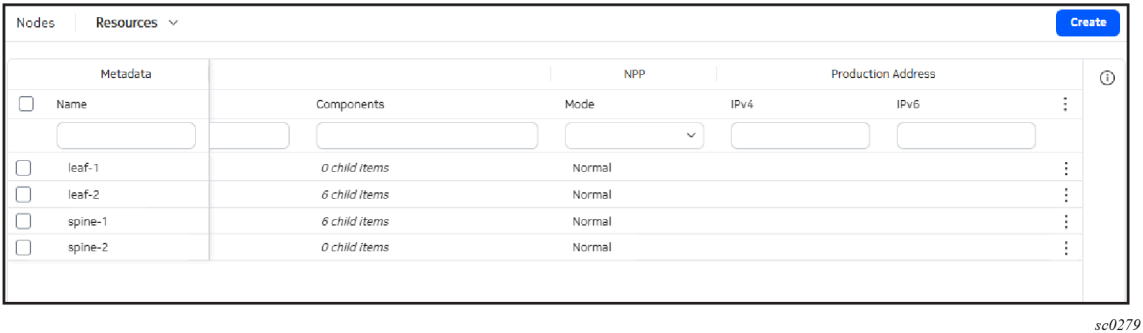 Nodes Resources Create
Metadata NPP Production Address
Name Components Mode IPv4 IPv6
leaf-1 0 child items Normal
leaf-2 6 child items Normal
spine-1 6 child items Normal
spine-2 0 child items Normal
sc0279